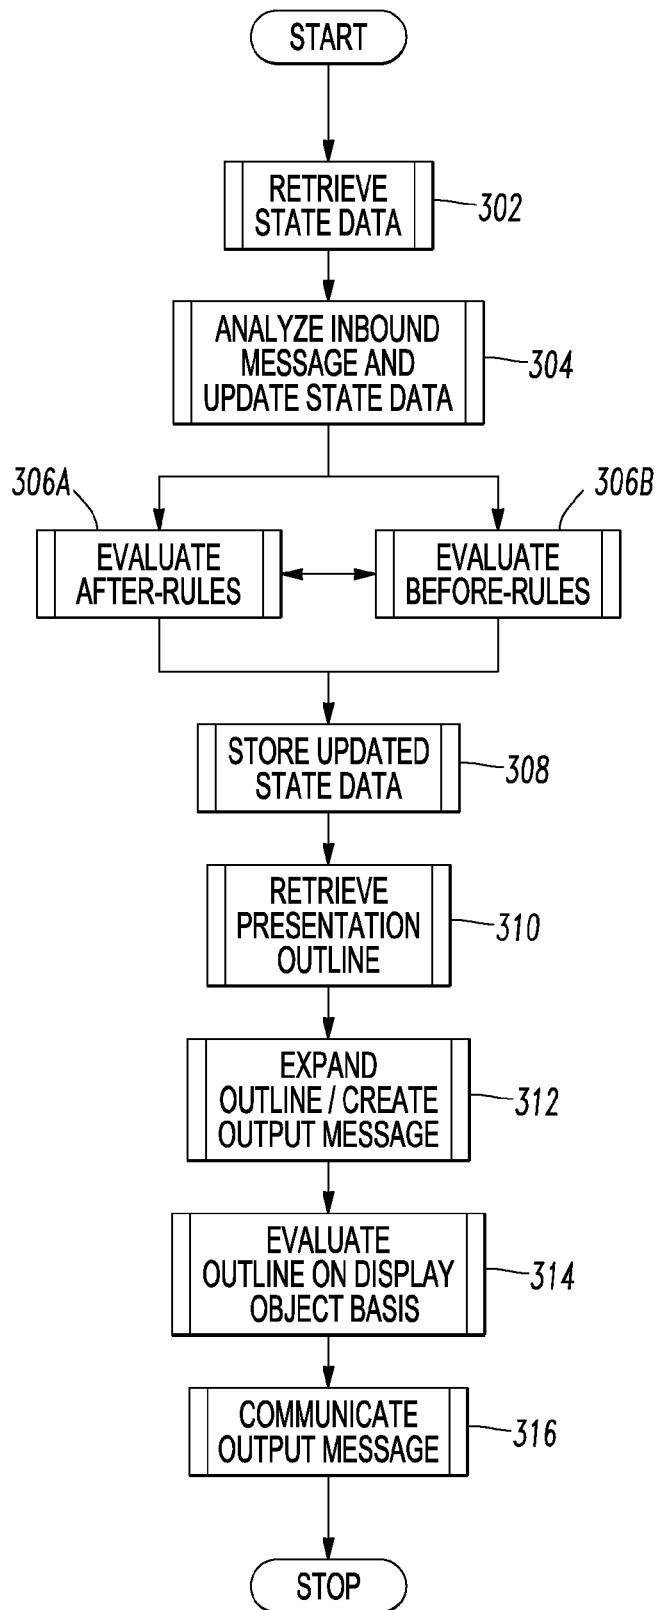 START
RETRIEVE
STATE DATA
302
ANALYZE INBOUND
MESSAGE AND
UPDATE STATE DATA
304
306A
306B
EVALUATE
AFTER-RULES
EVALUATE
BEFORE-RULES
STORE UPDATED
STATE DATA
308
RETRIEVE
PRESENTATION
OUTLINE
310
EXPAND
OUTLINE / CREATE
OUTPUT MESSAGE
312
EVALUATE
OUTLINE ON DISPLAY
OBJECT BASIS
314
COMMUNICATE
OUTPUT MESSAGE
316
STOP